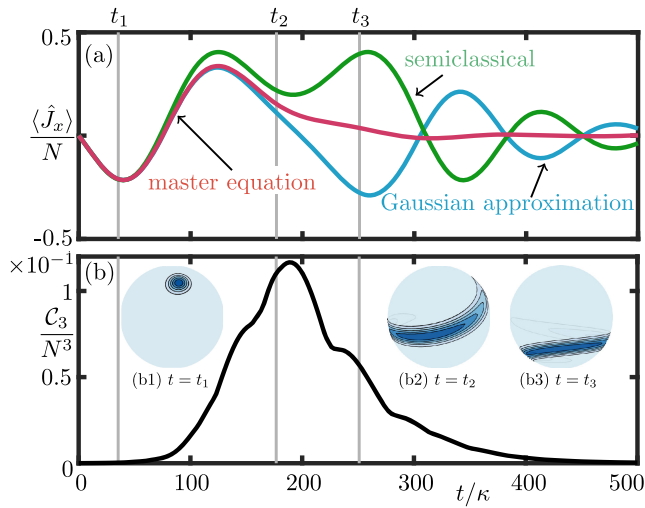 t₁ t₂ t₃
0.5
(a)
semiclassical
⟨Ĵₓ⟩
N
master equation
Gaussian approximation
-0.5
×10⁻¹
(b)
1
C₃
N³
(b1) t = t₁
(b2) t = t₂
(b3) t = t₃
0.5
0
0 100 200 300 400 500
t/κ